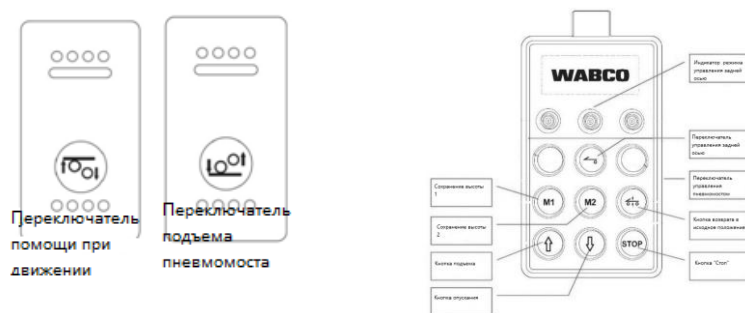 Переключатель
помощи при
движении
Переключатель
подъема
пневмомоста
WABCO
M1
M2
STOP
Индикатор режима
управления задней
осью
Переключатель
управления задней
осью
Переключатель
управления
пневмомостом
Кнопка возврата в
исходное положение
Кнопка "Стоп"
Сохранение высоты
1
Сохранение высоты
2
Кнопка подъема
Кнопка опускания